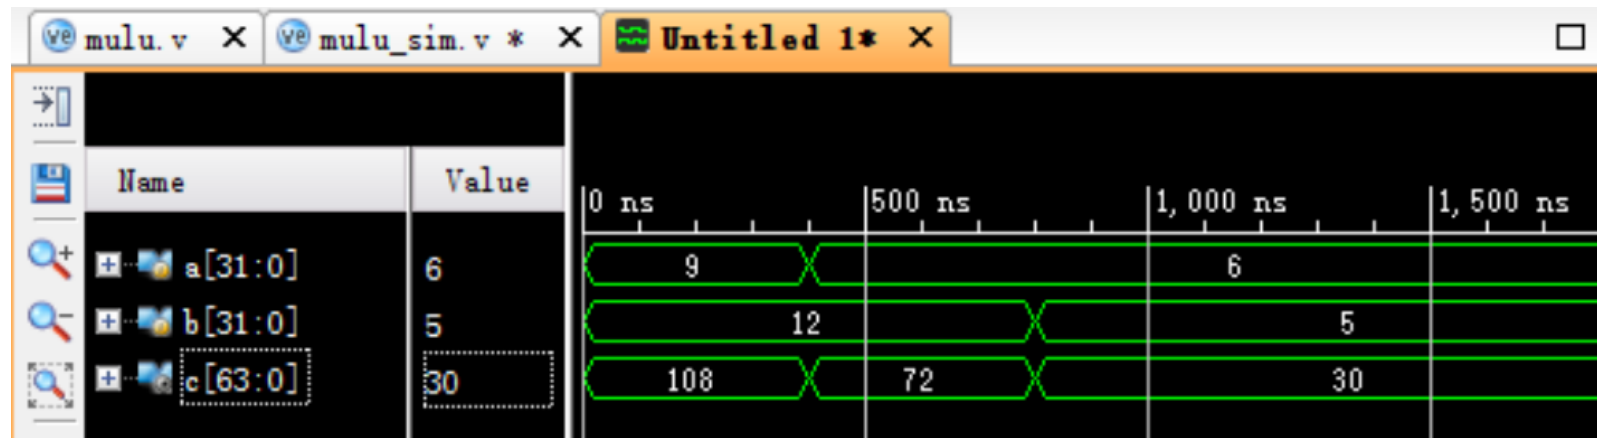 mulu.v X mulu_sim.v * X Untitled 1* X
Name Value
0 ns 500 ns 1,000 ns 1,500 ns
a[31:0] 6 9 6
b[31:0] 5 12 5
c[63:0] 30 108 72 30